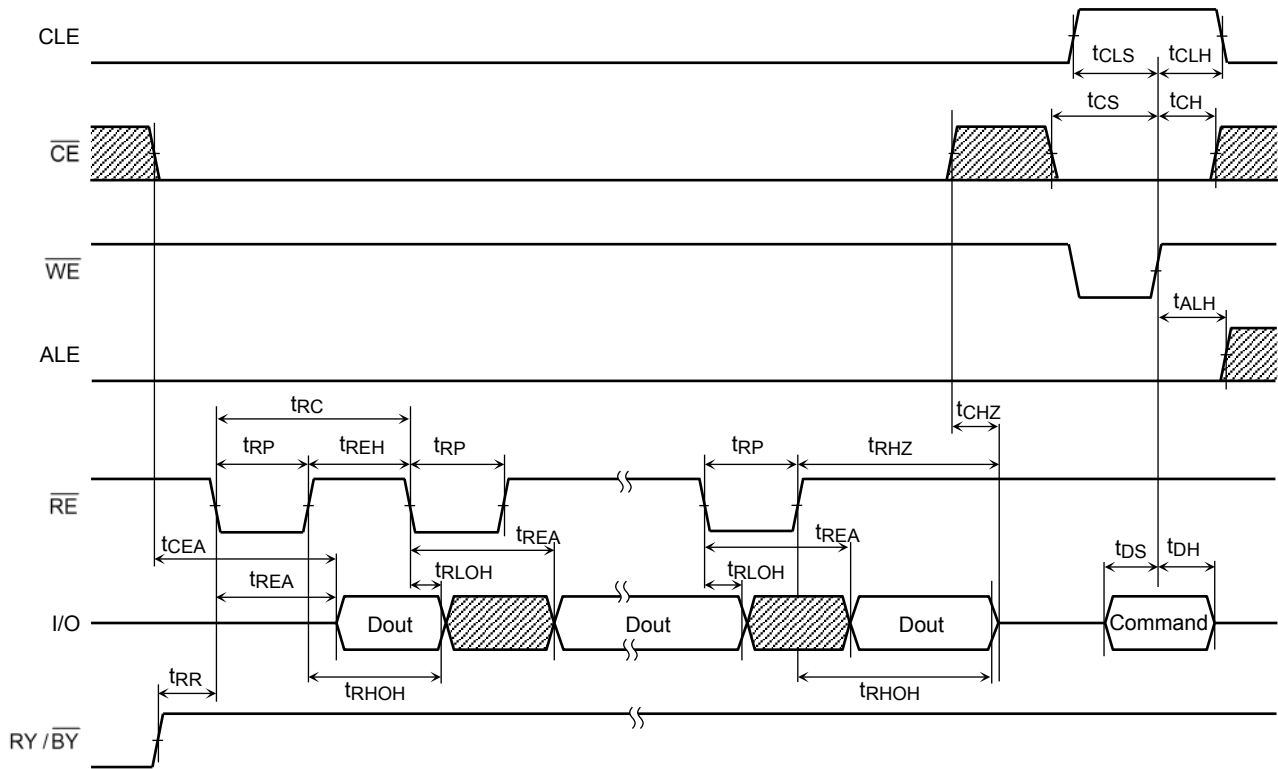 CLE
tCLS tCLH
tCS tCH
CE
WE
tALH
ALE
tRC
tCHZ
tRP tREH tRP tRP tRHZ
RE
tCEA tREA tREA
tREA tRLOH tRLOH tDS tDH
I/O Dout Dout Dout Command
tRR tRHOH tRHOH
RY / BY